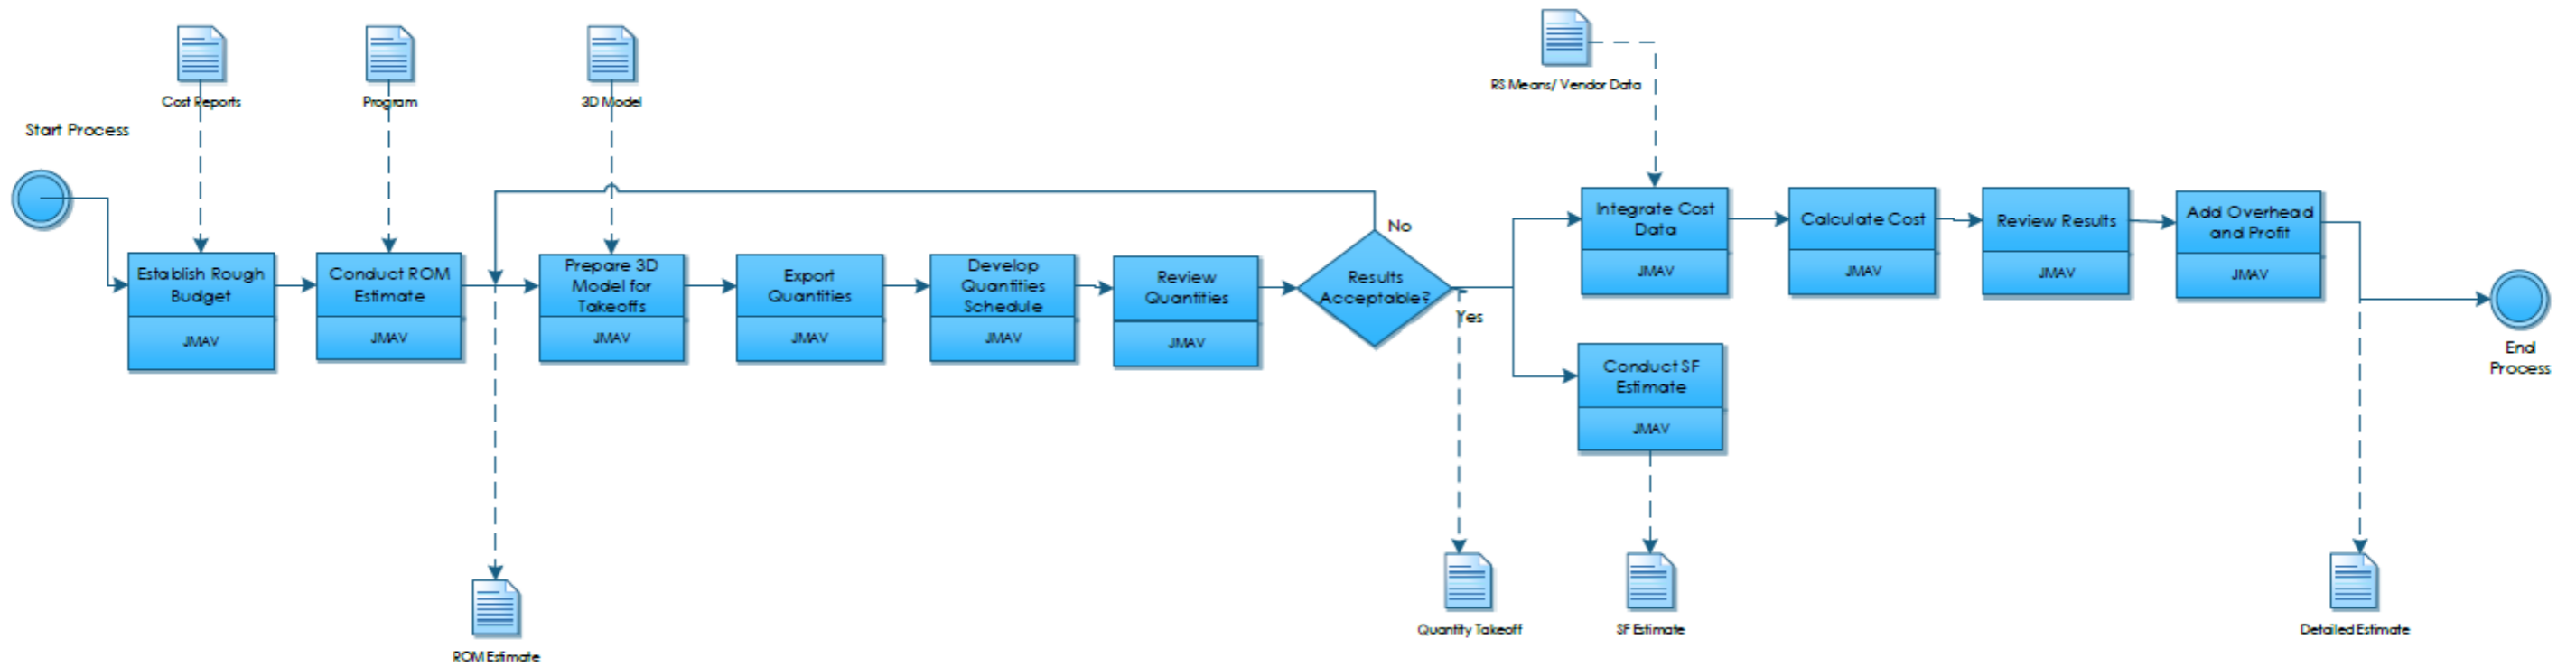 Cost Reports
Program
3D Model
RS Means/ Vendor Data
Start Process
Establish Rough
Budget
JMAV
Conduct ROM
Estimate
JMAV
Prepare 3D
Model for
Takeoffs
JMAV
Export
Quantities
JMAV
Develop
Quantities
Schedule
JMAV
Review
Quantities
JMAV
Results
Acceptable?
No
Yes
Integrate Cost
Data
JMAV
Calculate Cost
JMAV
Review Results
JMAV
Add Overhead
and Profit
JMAV
End
Process
Conduct SF
Estimate
JMAV
ROM Estimate
Quantity Takeoff
SF Estimate
Detailed Estimate